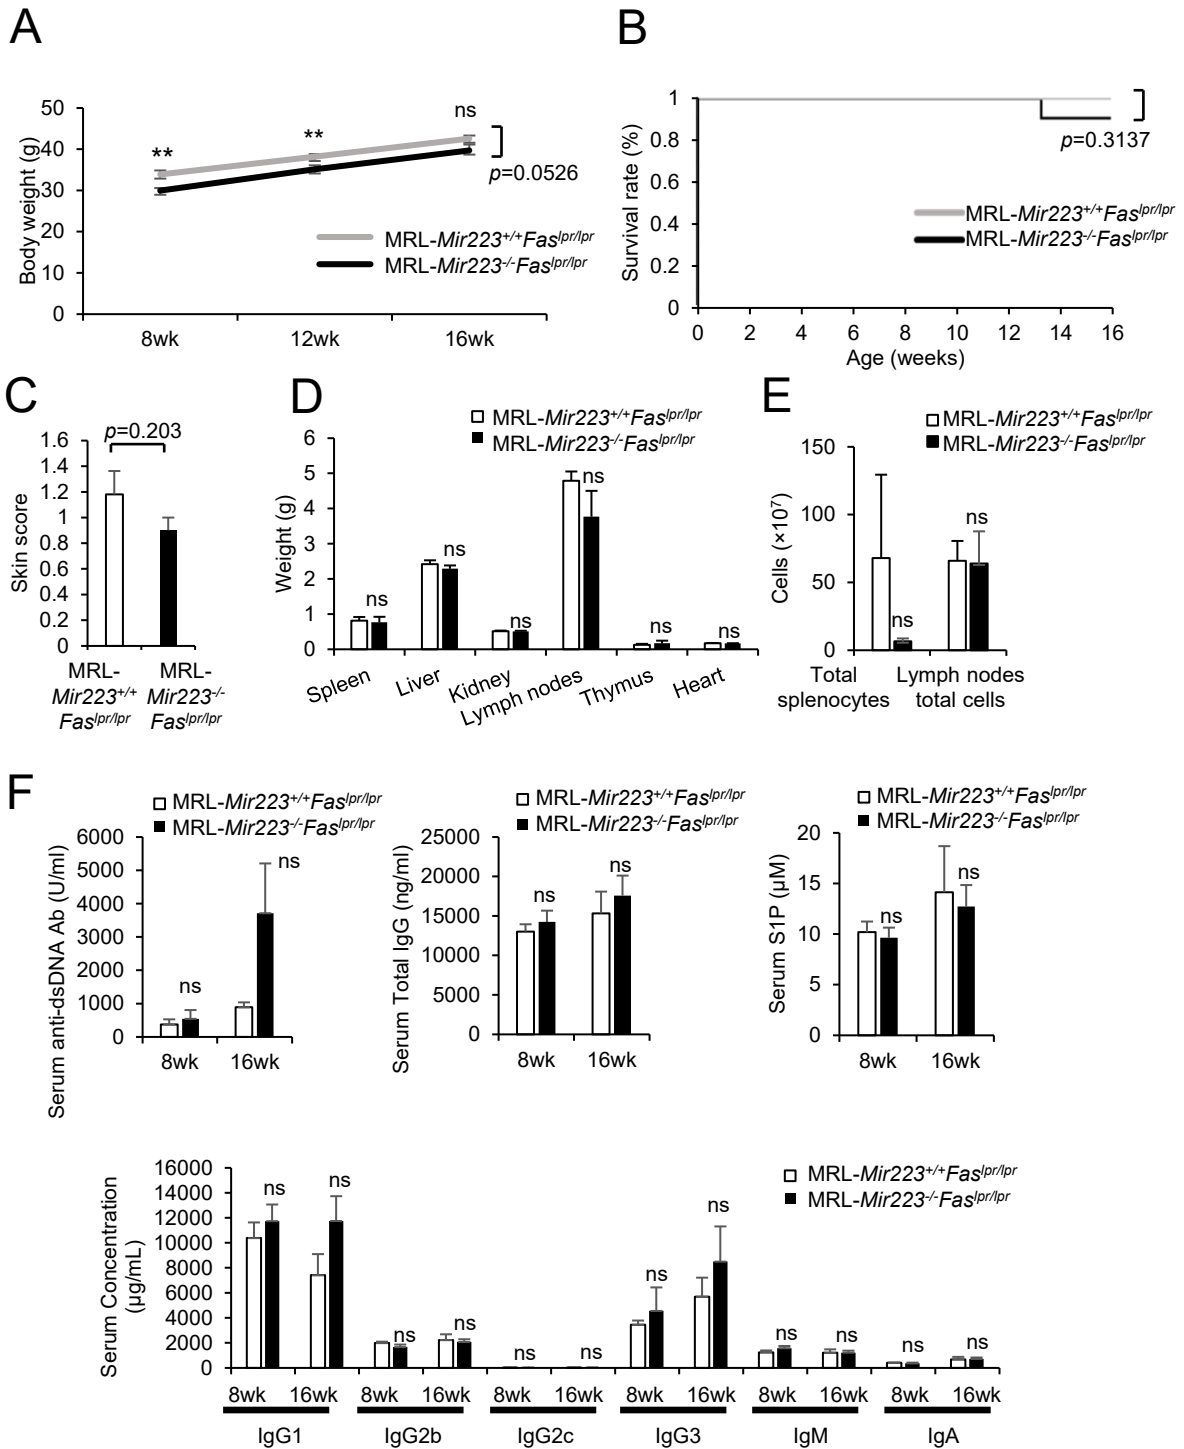 A
Body weight (g)
50
40
30
20
10
0
**
**
ns
p=0.0526
MRL-Mir223+/+Faslpr/lpr
MRL-Mir223-/-Faslpr/lpr
8wk 12wk 16wk
B
Survival rate (%)
1
0.8
0.6
0.4
0.2
0
p=0.3137
MRL-Mir223+/+Faslpr/lpr
MRL-Mir223-/-Faslpr/lpr
0 2 4 6 8 10 12 14 16
Age (weeks)
C
Skin score
p=0.203
1.6
1.4
1.2
1
0.8
0.6
0.4
0.2
0
MRL- MRL-
Mir223+/+ Mir223-/-
Faslpr/lpr Faslpr/lpr
D
MRL-Mir223+/+Faslpr/lpr
MRL-Mir223-/-Faslpr/lpr
Weight (g)
6
5
4
3
2
1
0
ns ns ns ns ns ns
Spleen Liver Kidney Lymph nodes Thymus Heart
E
MRL-Mir223+/+Faslpr/lpr
MRL-Mir223-/-Faslpr/lpr
Cells (×107)
150
100
50
0
ns ns
Total Lymph nodes
splenocytes total cells
F
MRL-Mir223+/+Faslpr/lpr
MRL-Mir223-/-Faslpr/lpr
Serum anti-dsDNA Ab (U/ml)
6000
5000
4000
3000
2000
1000
0
ns ns
8wk 16wk
MRL-Mir223+/+Faslpr/lpr
MRL-Mir223-/-Faslpr/lpr
Serum Total IgG (ng/ml)
25000
20000
15000
10000
5000
0
ns ns
8wk 16wk
MRL-Mir223+/+Faslpr/lpr
MRL-Mir223-/-Faslpr/lpr
Serum S1P (µM)
20
15
10
5
0
ns ns
8wk 16wk
Serum Concentration
(µg/mL)
16000
14000
12000
10000
8000
6000
4000
2000
0
MRL-Mir223+/+Faslpr/lpr
MRL-Mir223-/-Faslpr/lpr
ns ns ns ns ns ns ns ns ns ns ns ns
8wk 16wk 8wk 16wk 8wk 16wk 8wk 16wk 8wk 16wk 8wk 16wk
IgG1 IgG2b IgG2c IgG3 IgM IgA